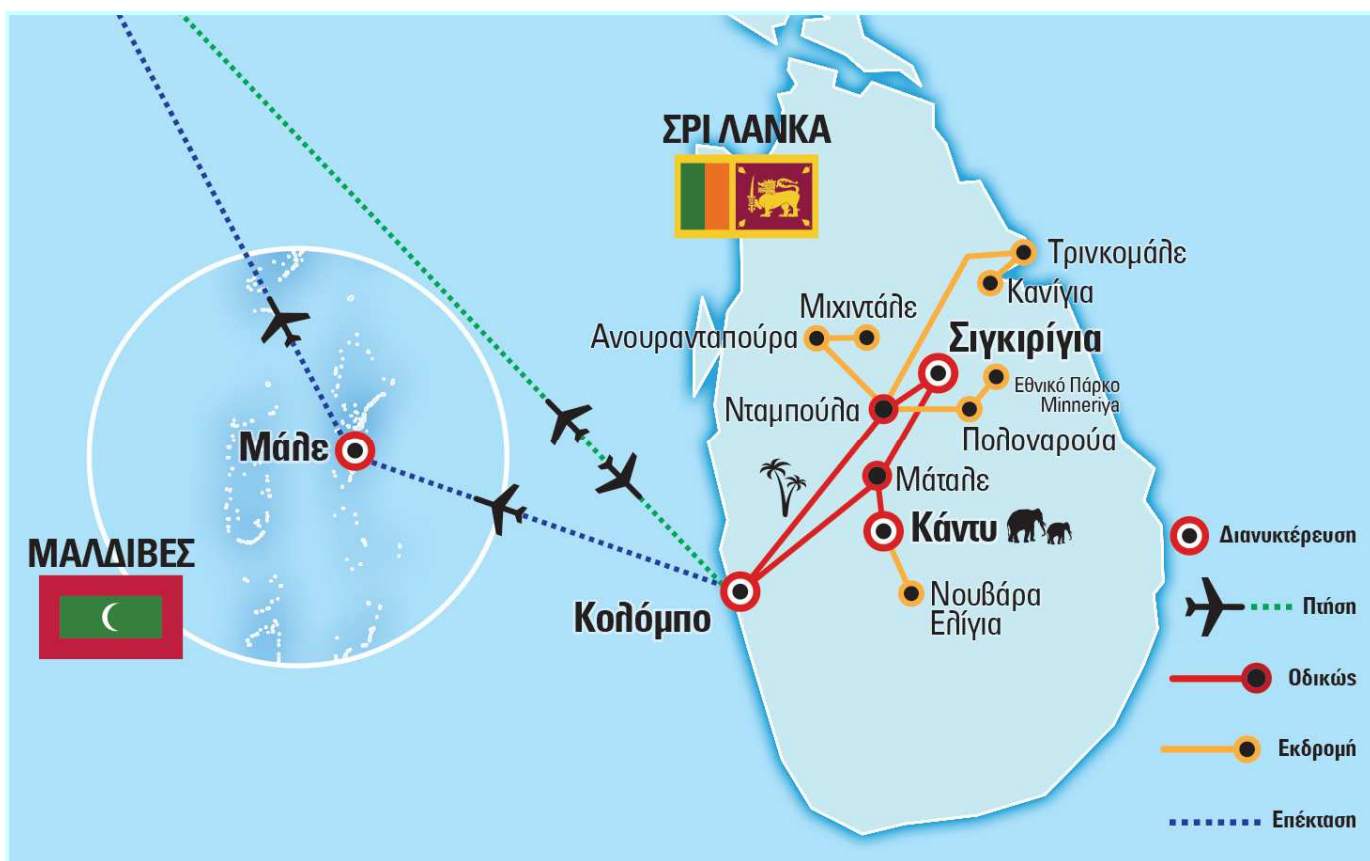 ΣΡΙ ΛΑΝΚΑ
Τρινκομάλε
Κανίγια
Μιχιντάλε
Ανουρανταπούρα
Σιγκιρίγια
Εθνικό Πάρκο
Minneriya
Νταμπούλα
Πολοναρούα
Μάλε
Μάταλε
Κάντυ
ΜΑΛΔΙΒΕΣ
Κολόμπο
Νουβάρα
Ελίγια
Διανυκτέρευση
Πτήση
Οδικώς
Εκδρομή
Επέκταση